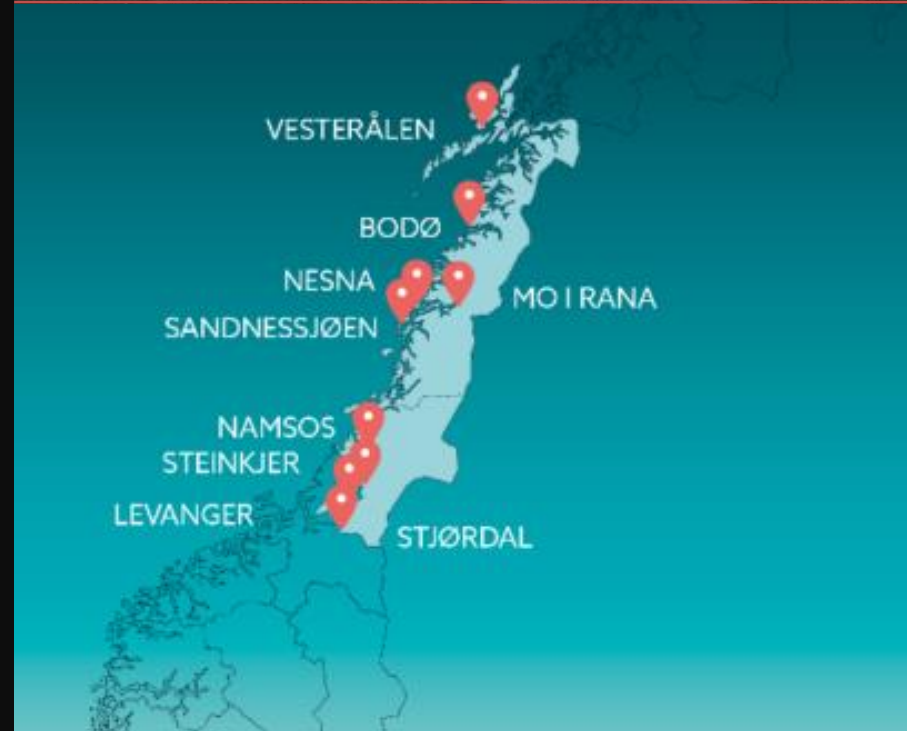 VESTERÅLEN
BODØ
NESNA
MO I RANA
SANDNESSJØEN
NAMSOS
STEINKJER
LEVANGER
STJØRDAL